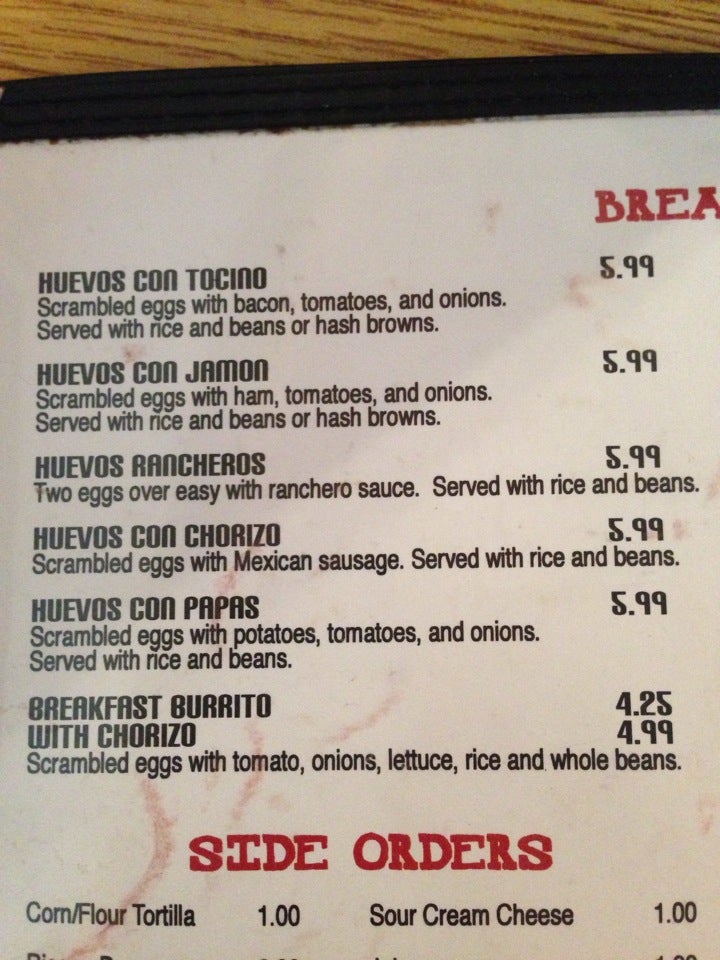 BREA
HUEVOS CON TOCINO 5.99
Scrambled eggs with bacon, tomatoes, and onions.
Served with rice and beans or hash browns.
HUEVOS CON JAMON 5.99
Scrambled eggs with ham, tomatoes, and onions.
Served with rice and beans or hash browns.
HUEVOS RANCHEROS 5.99
Two eggs over easy with ranchero sauce. Served with rice and beans.
HUEVOS CON CHORIZO 5.99
Scrambled eggs with Mexican sausage. Served with rice and beans.
HUEVOS CON PAPAS 5.99
Scrambled eggs with potatoes, tomatoes, and onions.
Served with rice and beans.
BREAKFAST BURRITO 4.25
WITH CHORIZO 4.99
Scrambled eggs with tomato, onions, lettuce, rice and whole beans.
SIDE ORDERS
Corn/Flour Tortilla 1.00 Sour Cream Cheese 1.00